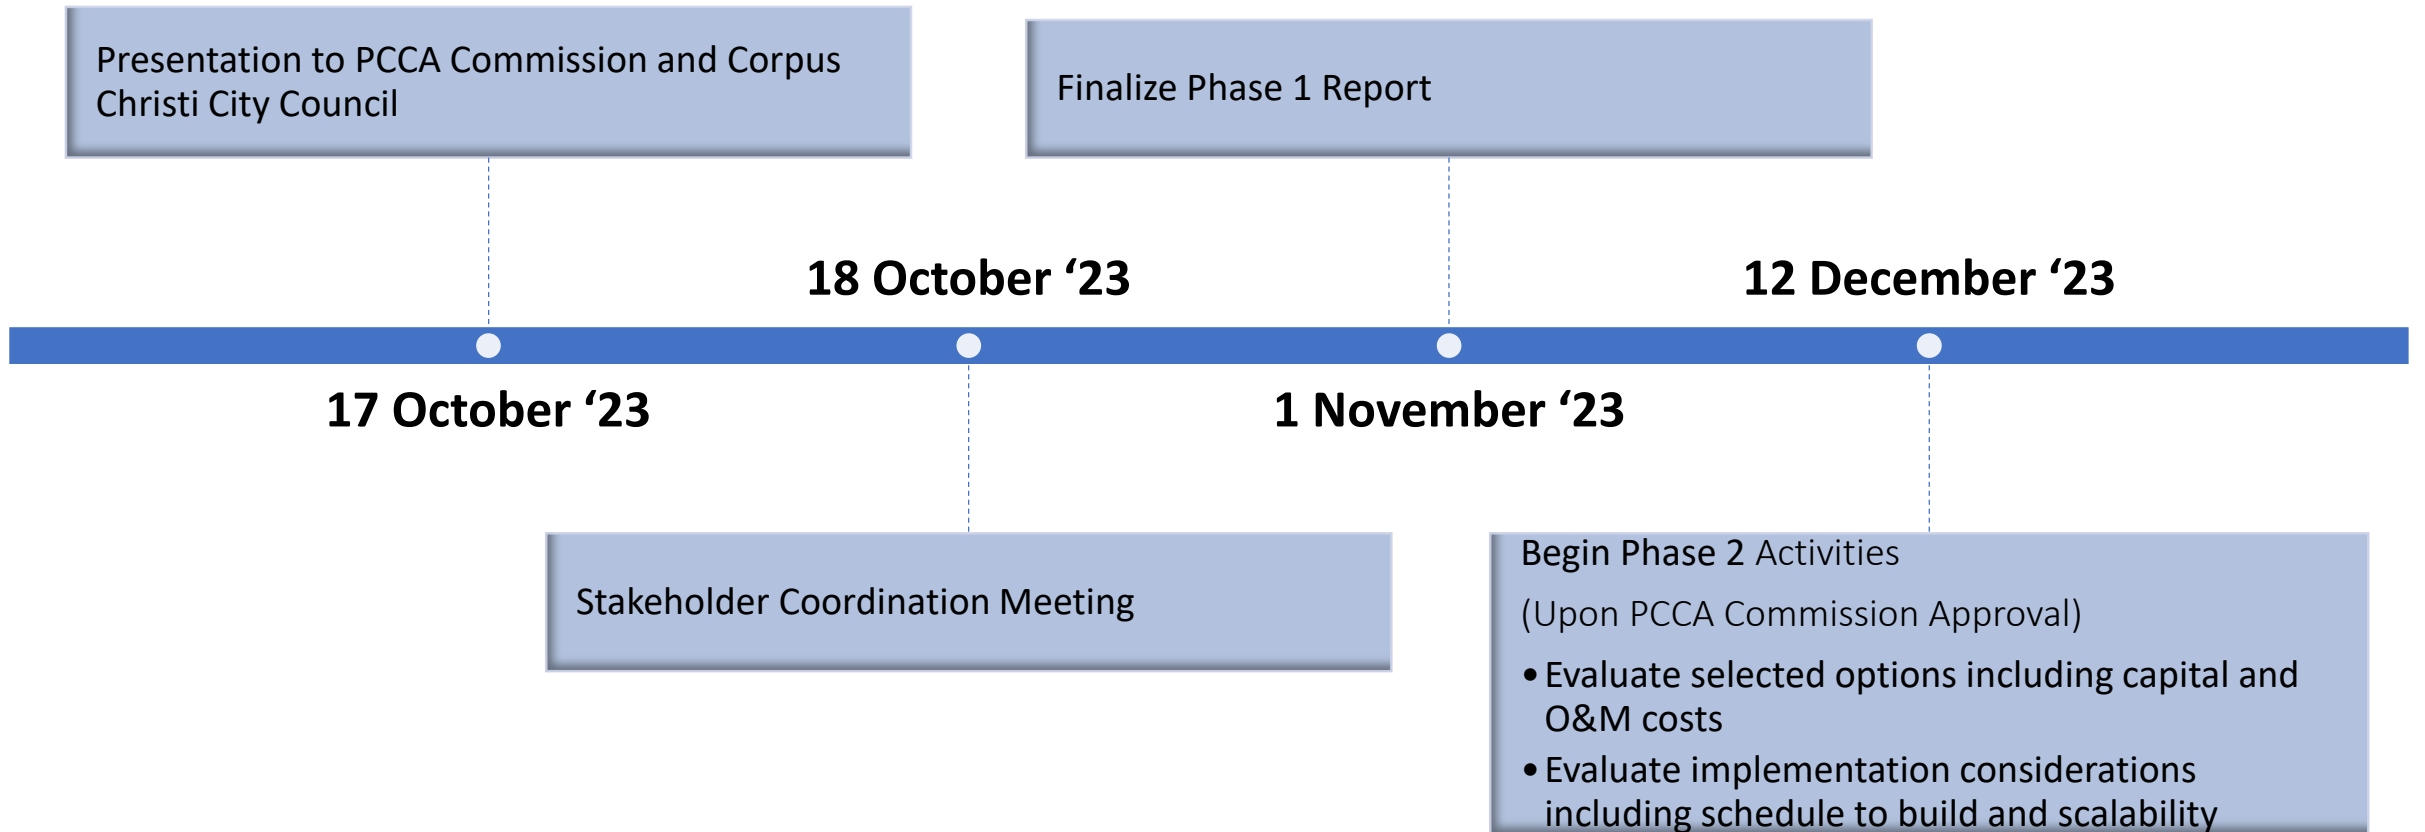 Presentation to PCCA Commission and Corpus
Christi City Council
Finalize Phase 1 Report
18 October ‘23
12 December ‘23
17 October ‘23
1 November ‘23
Stakeholder Coordination Meeting
Begin Phase 2 Activities
(Upon PCCA Commission Approval)
•Evaluate selected options including capital and
O&M costs
•Evaluate implementation considerations
including schedule to build and scalability